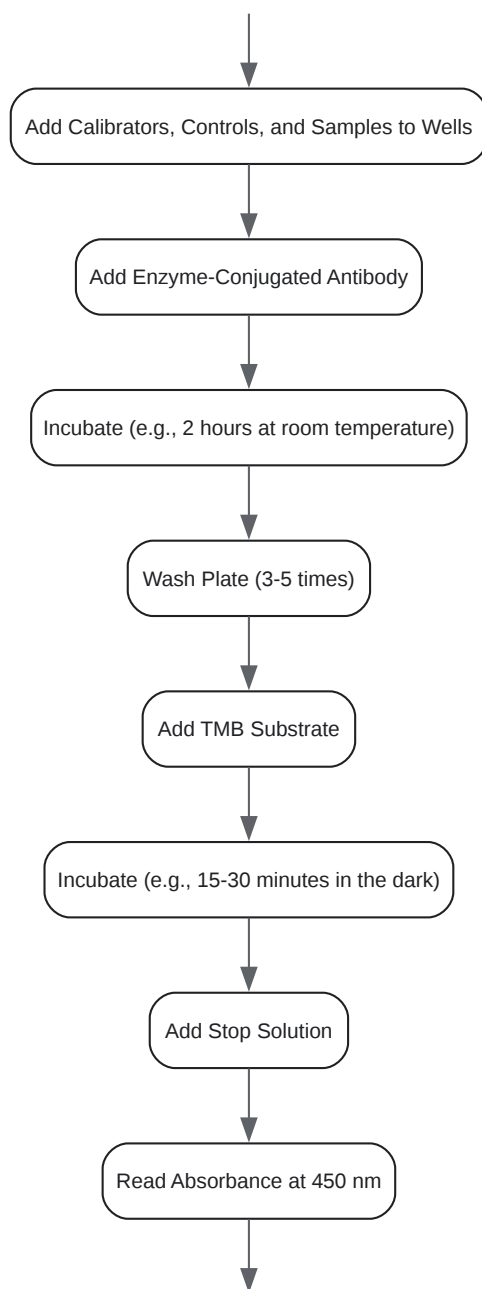 Add Calibrators, Controls, and Samples to Wells
Add Enzyme-Conjugated Antibody
Incubate (e.g., 2 hours at room temperature)
Wash Plate (3-5 times)
Add TMB Substrate
Incubate (e.g., 15-30 minutes in the dark)
Add Stop Solution
Read Absorbance at 450 nm